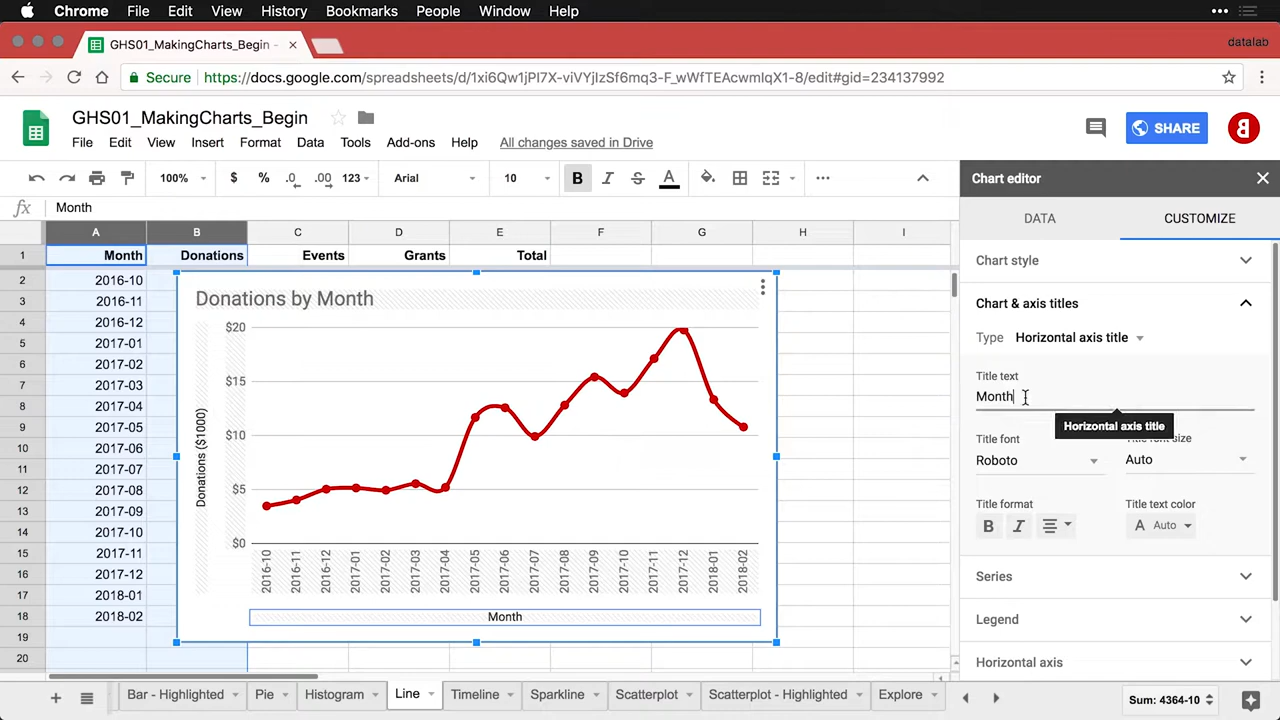 Chrome File Edit View History Bookmarks People Window Help
GHS01_MakingCharts_Begin -
datalab
Secure https://docs.google.com/spreadsheets/d/1xi6Qw1jPl7X-viVYjIzSf6mq3-F_wWfTEAcwmIqX1-8/edit#gid=234137992
GHS01_MakingCharts_Begin
File Edit View Insert Format Data Tools Add-ons Help All changes saved in Drive
SHARE
100% $ % .0 .00 123 Arial 10 B I S A
Chart editor
fx Month
DATA CUSTOMIZE
A B C D E F G H I
1 Month Donations Events Grants Total
2 2016-10
3 2016-11
4 2016-12
5 2017-01
6 2017-02
7 2017-03
8 2017-04
9 2017-05
10 2017-06
11 2017-07
12 2017-08
13 2017-09
14 2017-10
15 2017-11
16 2017-12
17 2018-01
18 2018-02
19
20
Donations by Month
Donations ($1000)
$20
$15
$10
$5
$0
2016-10 2016-11 2016-12 2017-01 2017-02 2017-03 2017-04 2017-05 2017-06 2017-07 2017-08 2017-09 2017-10 2017-11 2017-12 2018-01 2018-02
Month
Chart style
Chart & axis titles
Type Horizontal axis title
Title text
Month
Horizontal axis title
Title font size
Roboto Auto
Title format Title text color
B I A Auto
Series
Legend
Horizontal axis
Bar - Highlighted Pie Histogram Line Timeline Sparkline Scatterplot Scatterplot - Highlighted Explore
Sum: 4364-10